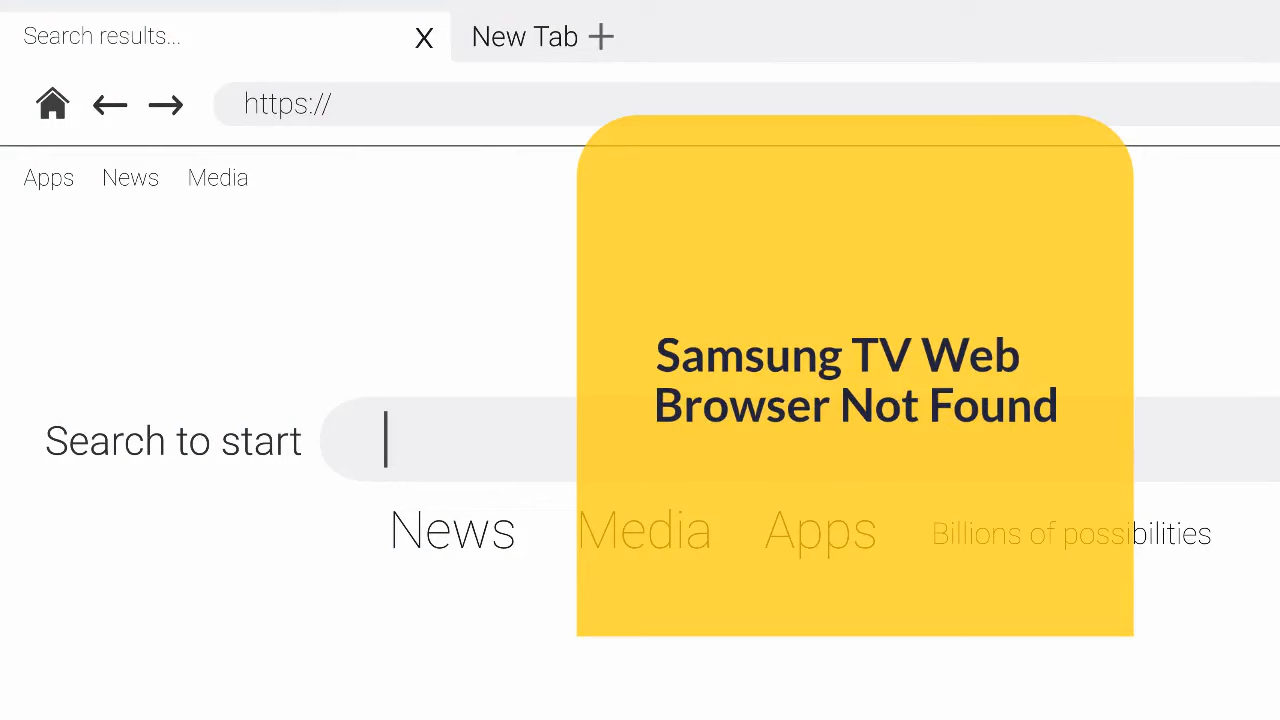 Search results...
X
New Tab +
https://
Apps News Media
Samsung TV Web
Browser Not Found
Search to start
News Media Apps Billions of possibilities